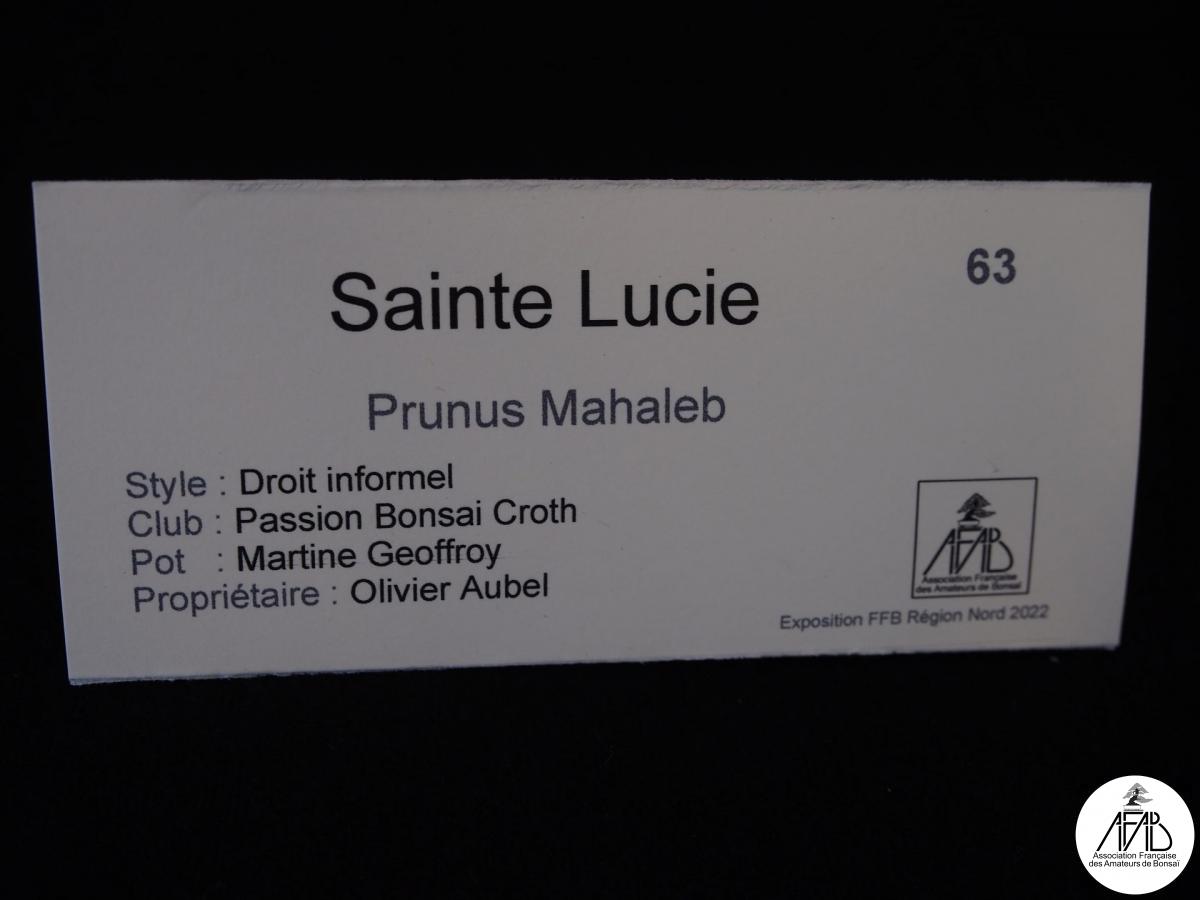 63
Sainte Lucie
Prunus Mahaleb
Style : Droit informel
Club : Passion Bonsai Croth
Pot : Martine Geoffroy
Propriétaire : Olivier Aubel
AFAB
Association Française
des Amateurs de Bonsaï
Exposition FFB Région Nord 2022
AFAB
Association Française
des Amateurs de Bonsaï